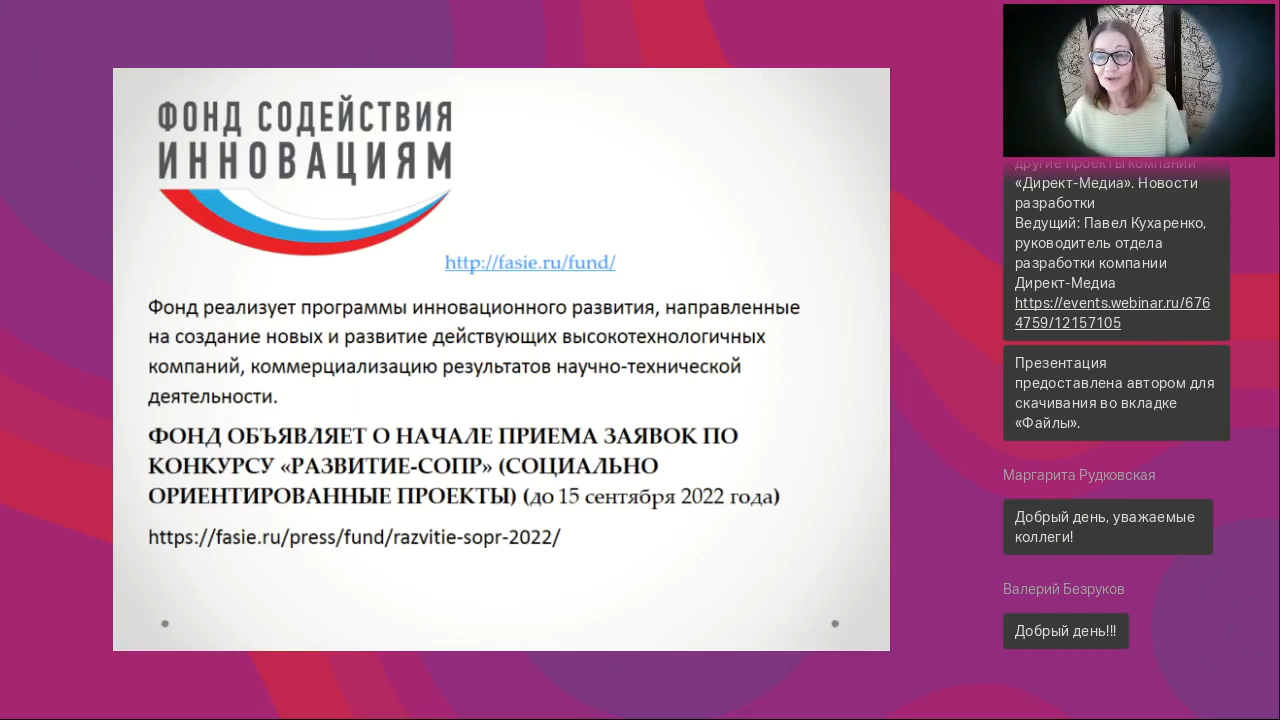 ФОНД СОДЕЙСТВИЯ
ИННОВАЦИЯМ
http://fasie.ru/fund/
Фонд реализует программы инновационного развития, направленные
на создание новых и развитие действующих высокотехнологичных
компаний, коммерциализацию результатов научно-технической
деятельности.
ФОНД ОБЪЯВЛЯЕТ О НАЧАЛЕ ПРИЕМА ЗАЯВОК ПО
КОНКУРСУ «РАЗВИТИЕ-СОПР» (СОЦИАЛЬНО
ОРИЕНТИРОВАННЫЕ ПРОЕКТЫ) (до 15 сентября 2022 года)
https://fasie.ru/press/fund/razvitie-sopr-2022/
другие проекты компании
«Директ-Медиа». Новости
разработки
Ведущий: Павел Кухаренко,
руководитель отдела
разработки компании
Директ-Медиа
https://events.webinar.ru/676
4759/12157105
Презентация
предоставлена автором для
скачивания во вкладке
«Файлы».
Маргарита Рудковская
Добрый день, уважаемые
коллеги!
Валерий Безруков
Добрый день!!!